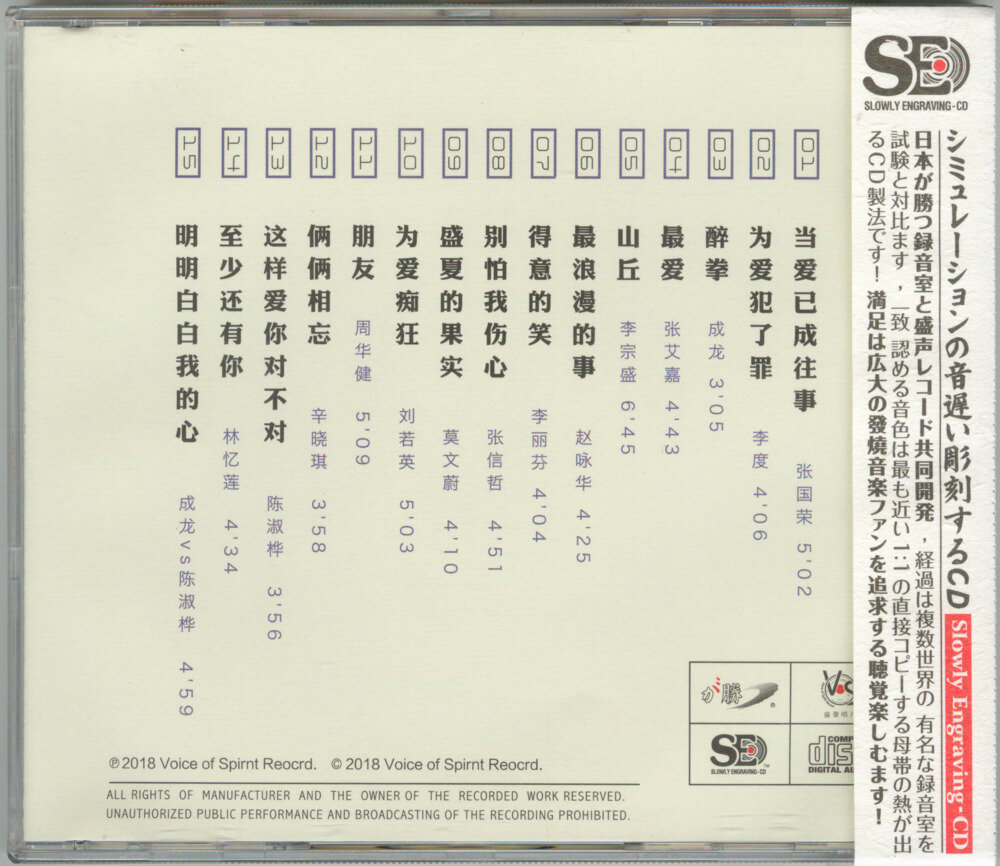 01 当爱已成往事 张国荣 5'02
02 为爱犯了罪 李度 4'06
03 醉拳 成龙 3'05
04 最爱 张艾嘉 4'43
05 山丘 李宗盛 6'45
06 最浪漫的事 赵咏华 4'25
07 得意的笑 李丽芬 4'04
08 别怕我伤心 张信哲 4'51
09 盛夏的果实 莫文蔚 4'10
10 为爱痴狂 刘若英 5'03
11 朋友 周华健 5'09
12 俩俩相忘 辛晓琪 3'58
13 这样爱你对不对 陈淑桦 3'56
14 至少还有你 林忆莲 4'34
15 明明白白我的心 成龙vs陈淑桦 4'59
が勝
®
SE
SLOWLY ENGRAVING-CD
TM
COMP
dis
DIGITAL AU
℗2018 Voice of Spirnt Reocrd. ©2018 Voice of Spirnt Reocrd.
ALL RIGHTS OF MANUFACTURER AND THE OWNER OF THE RECORDED WORK RESERVED.
UNAUTHORIZED PUBLIC PERFORMANCE AND BROADCASTING OF THE RECORDING PROHIBITED.
SE
SLOWLY ENGRAVING-CD
シミュレーションの音遅い彫刻するCD Slowly Engraving-CD
日本が勝つ録音室と盛声レコード共同開発，経過は複数世界の 有名な録音室を
試験と対比ます，一致 認める音色は最も近い 1:1 の直接コピーする母帯の熱が出
るCD製法です！満足は広大の發燒音楽ファンを追求する聴覚楽しむます！